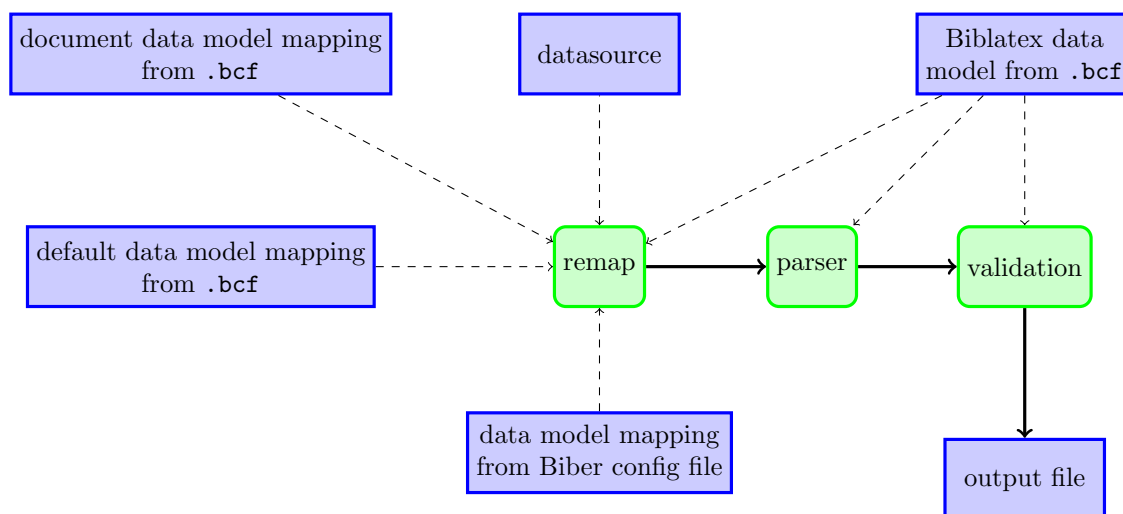 document data model mapping
from .bcf
datasource
Biblatex data
model from .bcf
default data model mapping
from .bcf
remap
parser
validation
data model mapping
from Biber config file
output file